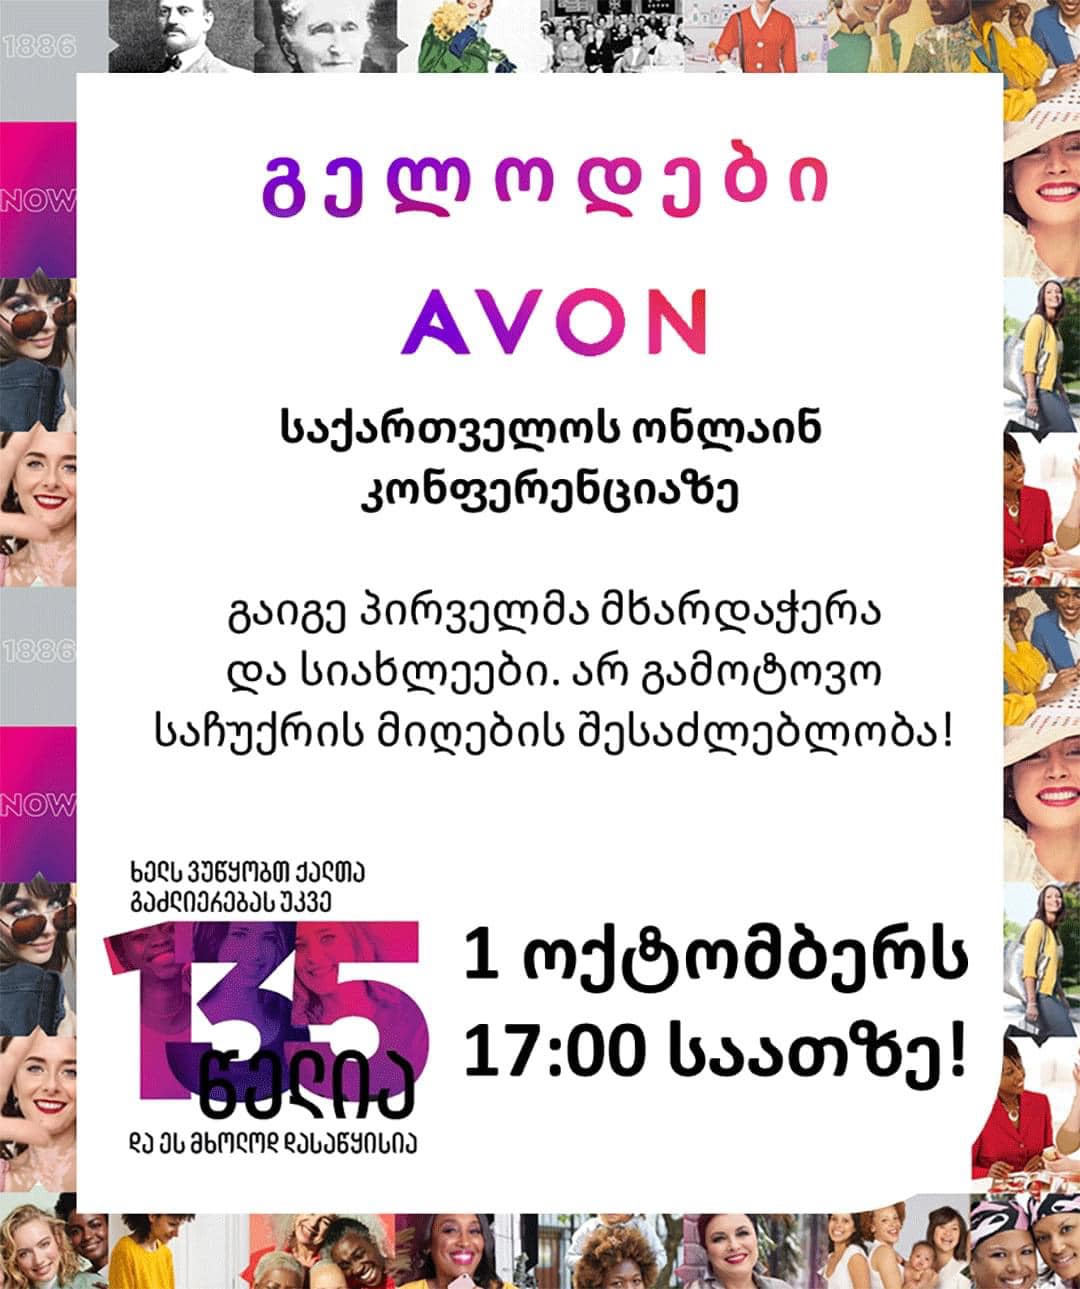 1886
NOW
გელოდები
AVON
საქართველოს ონლაინ
კონფერენციაზე
გაიგე პირველმა მხარდაჭერა
და სიახლეები. არ გამოტოვო
საჩუქრის მიღების შესაძლებლობა!
1886
NOW
ხელს ვუწყობთ ქალთა
გაძლიერებას უკვე
135
წელია
და ეს მხოლოდ დასაწყისია
1 ოქტომბერს
17:00 საათზე!